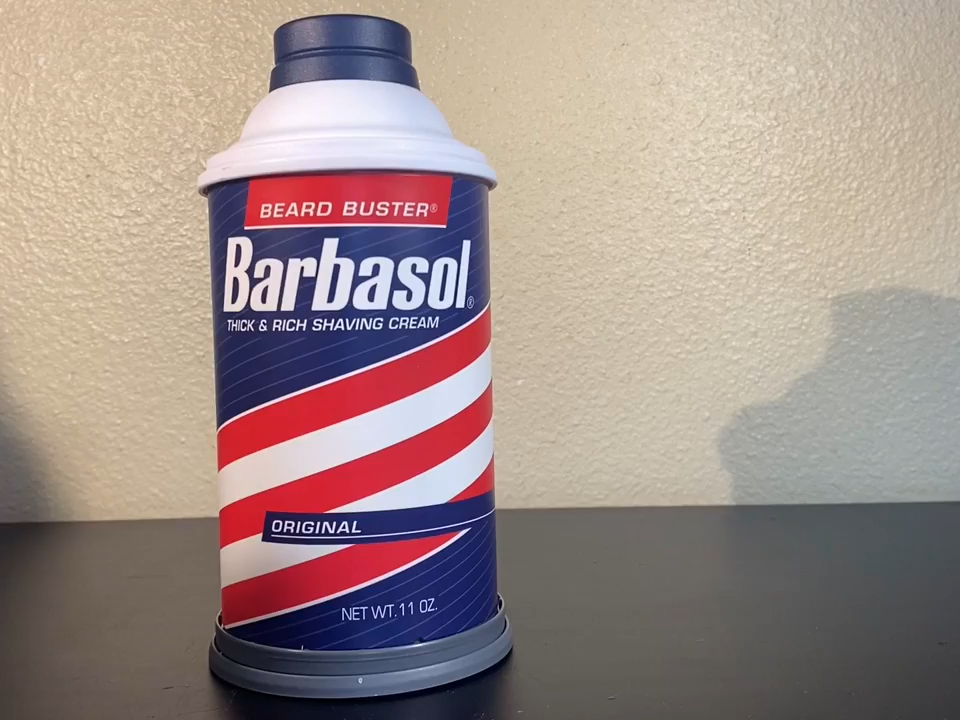 BEARD BUSTER®
Barbasol®
THICK & RICH SHAVING CREAM
ORIGINAL
NET WT. 11 OZ.